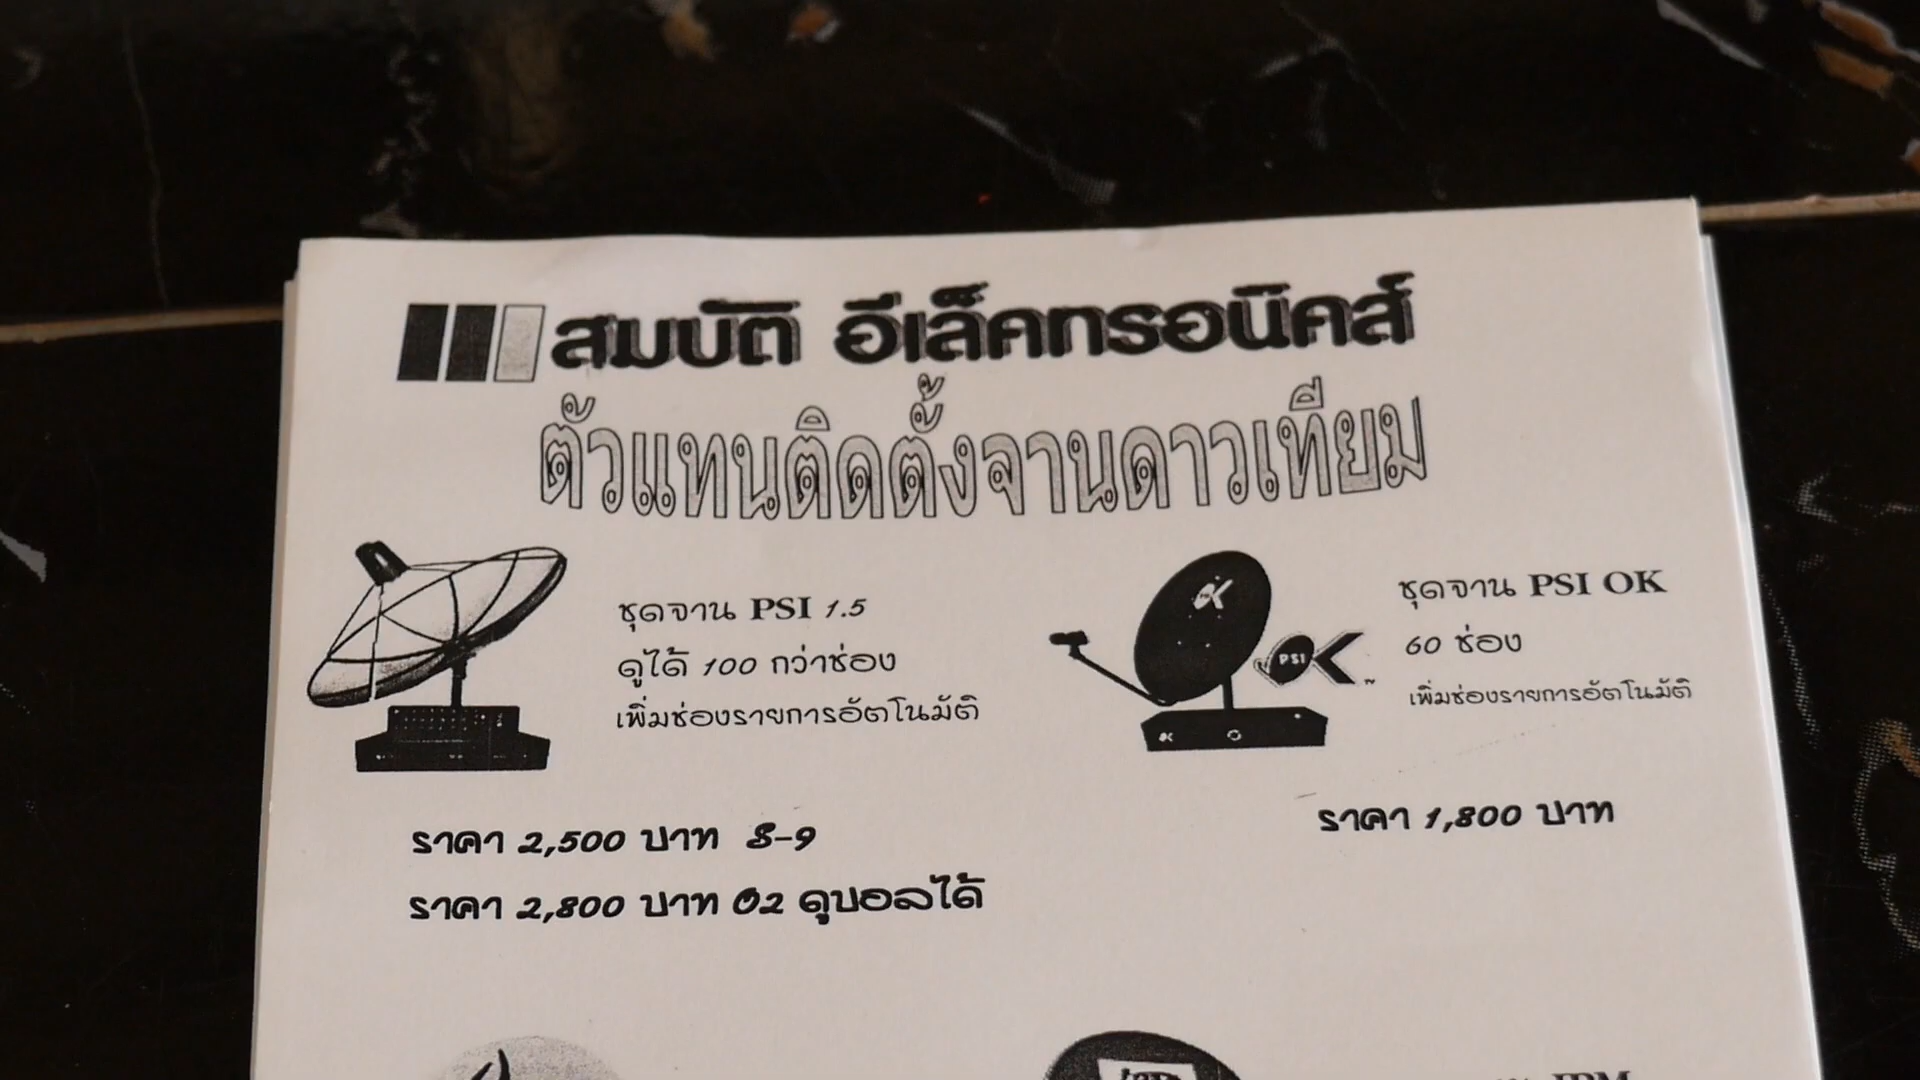 สมบัติ อีเล็คทรอนิคส์
ตัวแทนติดตั้งจานดาวเทียม
ชุดจาน PSI 1.5
ดูได้ 100 กว่าช่อง
เพิ่มช่องรายการอัตโนมัติ
ราคา 2,500 บาท S-9
ราคา 2,800 บาท O2 ดูบอลได้
PSI
ชุดจาน PSI OK
60 ช่อง
เพิ่มช่องรายการอัตโนมัติ
ราคา 1,800 บาท